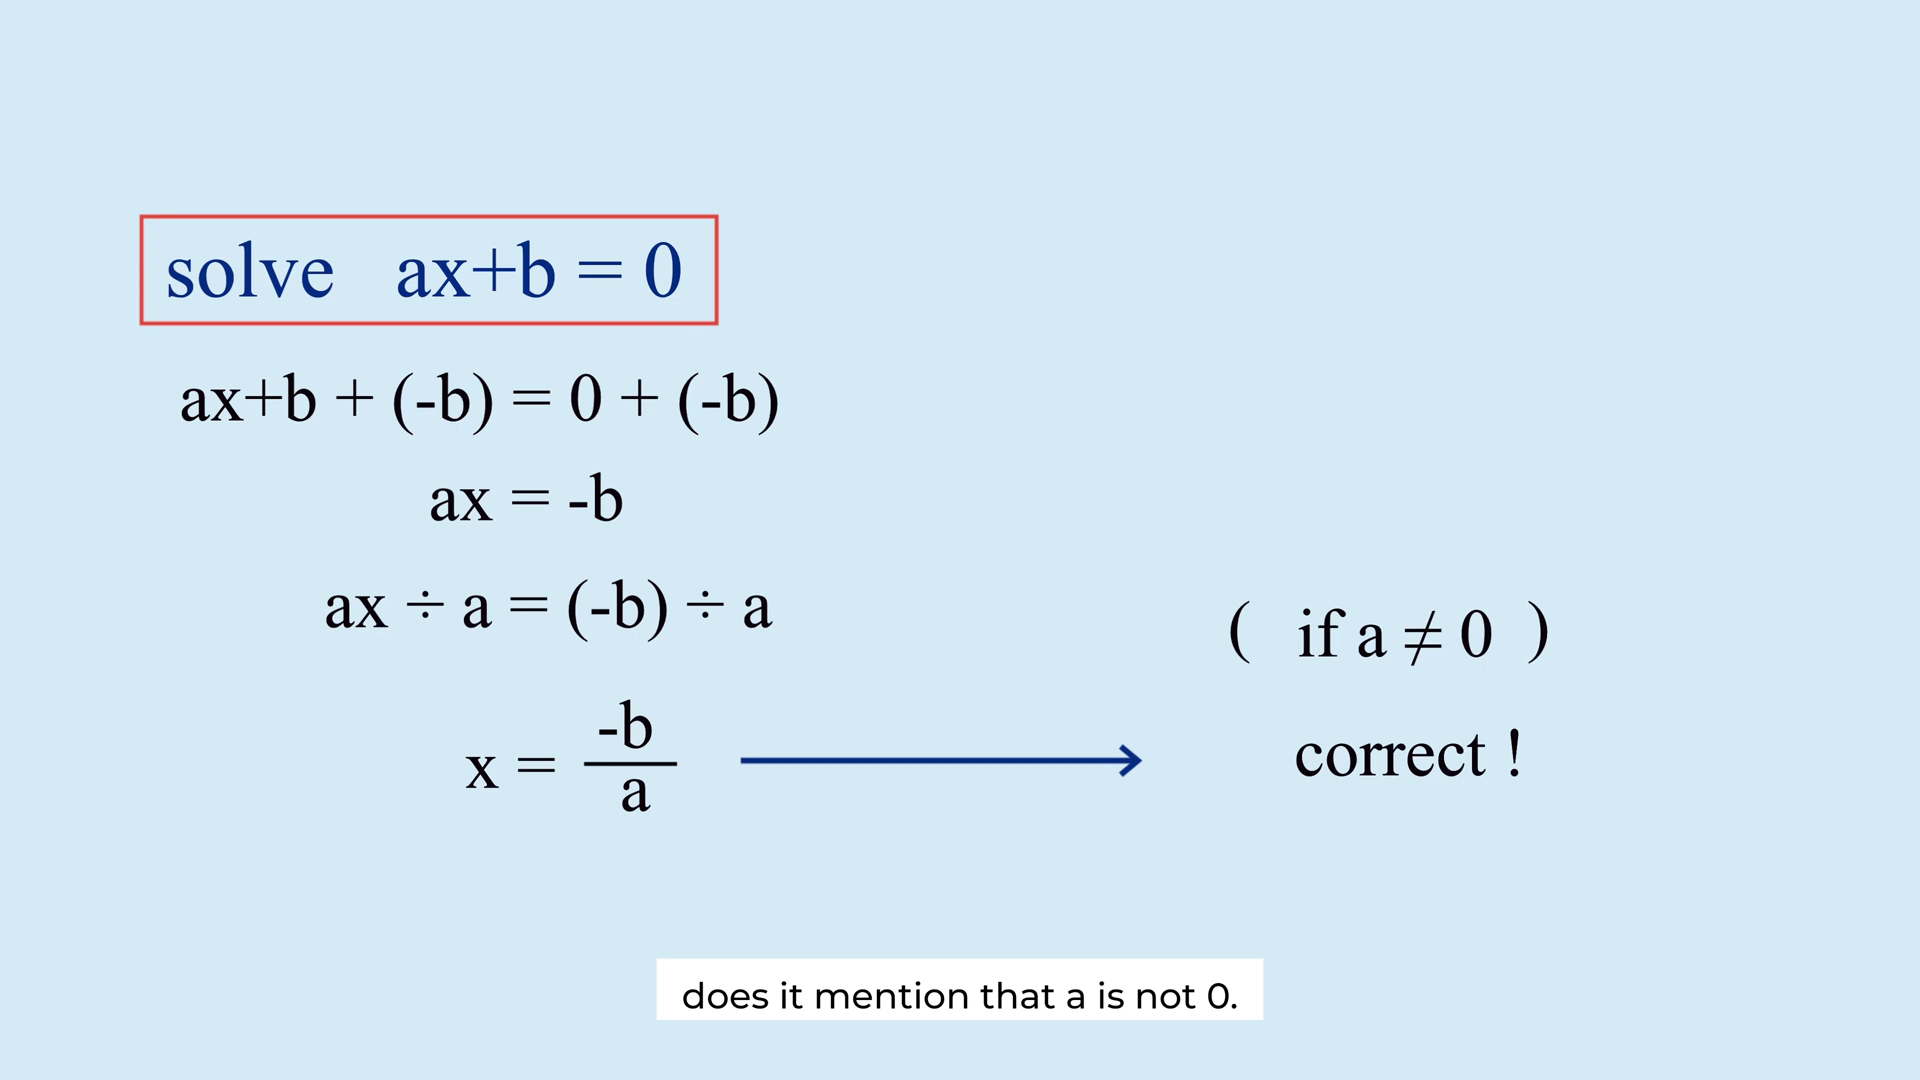 solve ax+b = 0
ax+b + (-b) = 0 + (-b)
ax = -b
ax ÷ a = (-b) ÷ a
( if a ≠ 0 )
x = -b/a
correct !
does it mention that a is not 0.